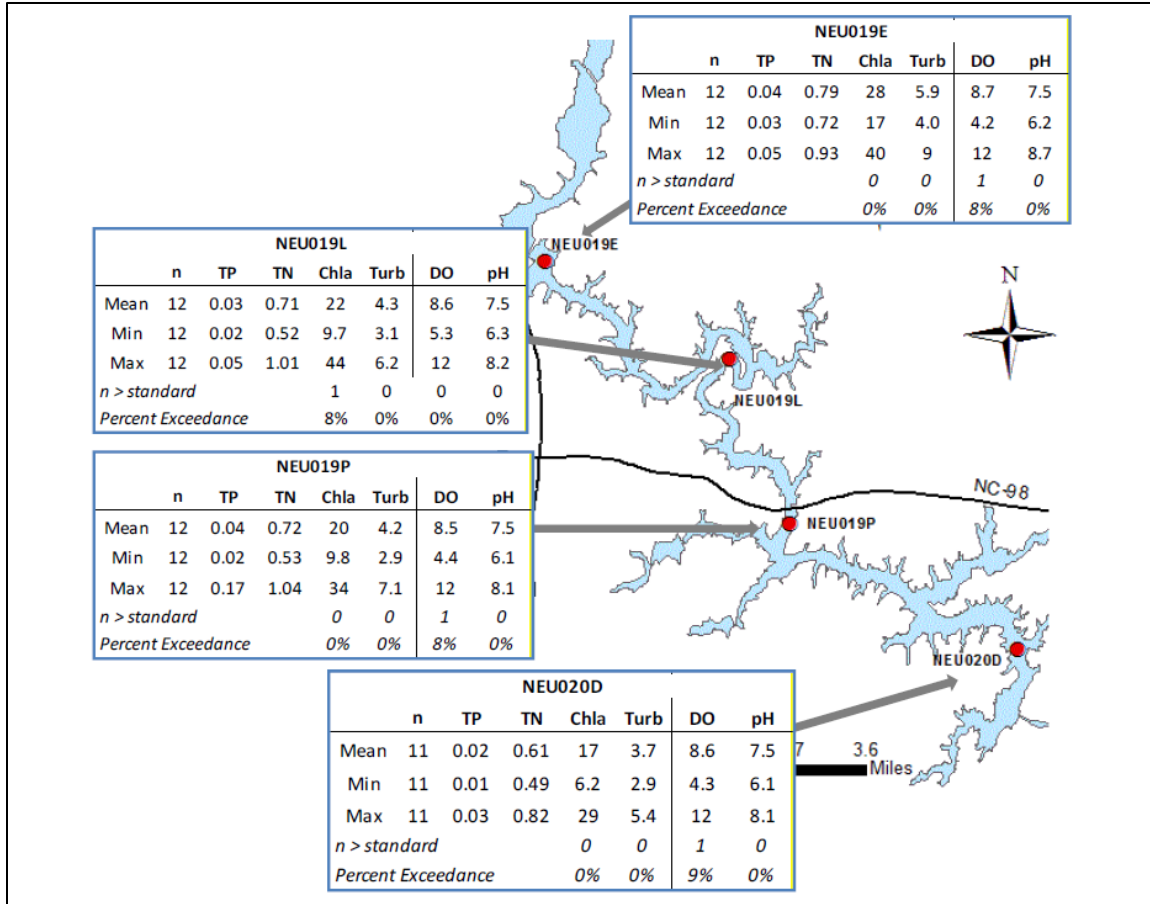 NEU019E
n TP TN Chla Turb DO pH
Mean 12 0.04 0.79 28 5.9 8.7 7.5
Min 12 0.03 0.72 17 4.0 4.2 6.2
Max 12 0.05 0.93 40 9 12 8.7
n > standard 0 0 1 0
Percent Exceedance 0% 0% 8% 0%
NEU019E
NEU019L
n TP TN Chla Turb DO pH
Mean 12 0.03 0.71 22 4.3 8.6 7.5
Min 12 0.02 0.52 9.7 3.1 5.3 6.3
Max 12 0.05 1.01 44 6.2 12 8.2
n > standard 1 0 0 0
Percent Exceedance 8% 0% 0% 0%
N
NEU019L
NEU019P
n TP TN Chla Turb DO pH
Mean 12 0.04 0.72 20 4.2 8.5 7.5
Min 12 0.02 0.53 9.8 2.9 4.4 6.1
Max 12 0.17 1.04 34 7.1 12 8.1
n > standard 0 0 1 0
Percent Exceedance 0% 0% 8% 0%
NC-98
NEU019P
NEU020D
NEU020D
n TP TN Chla Turb DO pH
Mean 11 0.02 0.61 17 3.7 8.6 7.5
Min 11 0.01 0.49 6.2 2.9 4.3 6.1
Max 11 0.03 0.82 29 5.4 12 8.1
n > standard 0 0 1 0
Percent Exceedance 0% 0% 9% 0%
7 3.6
Miles